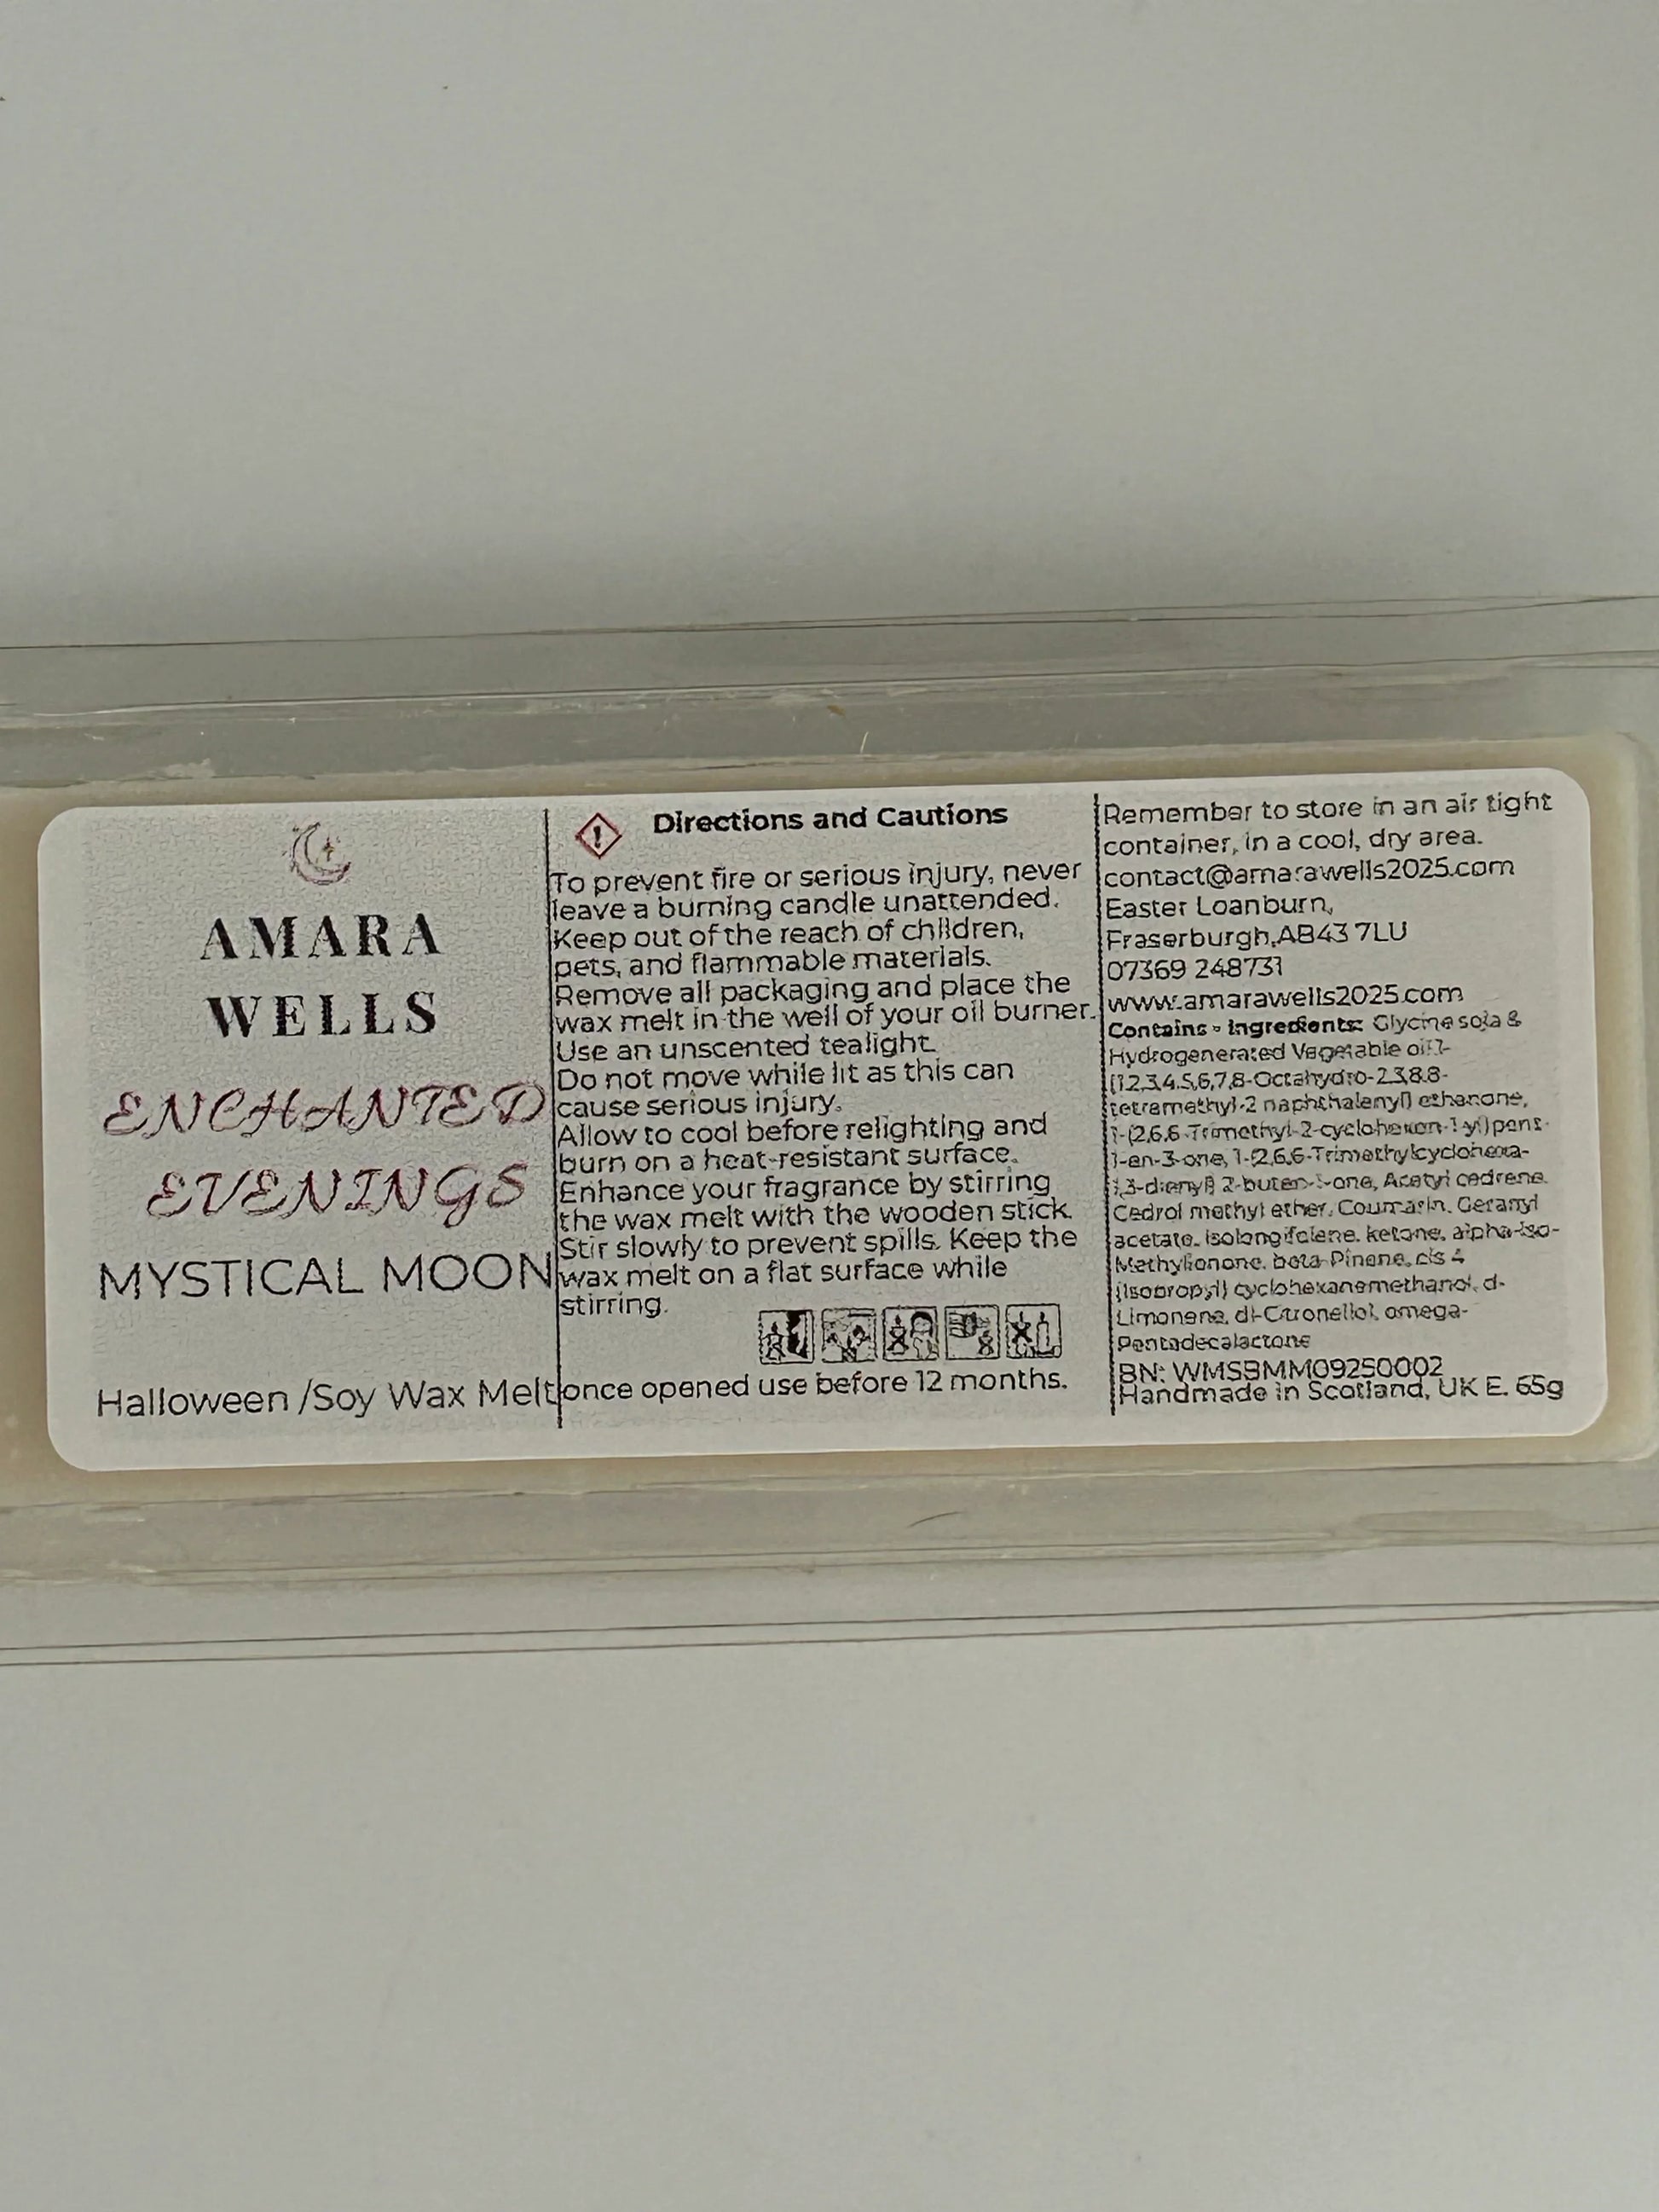 AMARA
WELLS
ENCHANTED
EVENINGS
MYSTICAL MOON
Halloween /Soy Wax Melt
Directions and Cautions
To prevent fire or serious injury, never
leave a burning candle unattended.
Keep out of the reach of children,
pets, and flammable materials.
Remove all packaging and place the
wax melt in the well of your oil burner.
Use an unscented tealight.
Do not move while lit as this can
cause serious injury.
Allow to cool before relighting and
burn on a heat-resistant surface.
Enhance your fragrance by stirring
the wax melt with the wooden stick.
Stir slowly to prevent spills. Keep the
wax melt on a flat surface while
stirring.
once opened use before 12 months.
Remember to store in an air tight
container, in a cool, dry area.
contact@amarawells2025.com
Easter Loanburn,
Fraserburgh,AB43 7LU
07369 248731
www.amarawells2025.com
Contains - Ingredients: Glycine soja &
Hydrogenerated Vegetable oil 1-
(1,2,3,4,5,6,7,8-Octahydro-2,3,8,8-
tetramethyl-2 naphthalenyl) ethanone,
1-(2,6,6-Trimethyl-2-cyclohexen-1-yl)pent-
1-en-3-one, 1-(2,6,6-Trimethylcyclohexa-
1,3-dienyl) 2-buten-1-one, Acetyl cedrene.
Cedrol methyl ether, Coumarin, Geranyl
acetate, Isolongifolene, ketone, alpha-iso-
Methylionone, beta-Pinene, cis 4
(Isopropyl) cyclohexanemethanol, d-
Limonene, dl-Citronellol, omega-
Pentadecalactone
BN: WMSBMM09250002
Handmade in Scotland, UK E. 65g